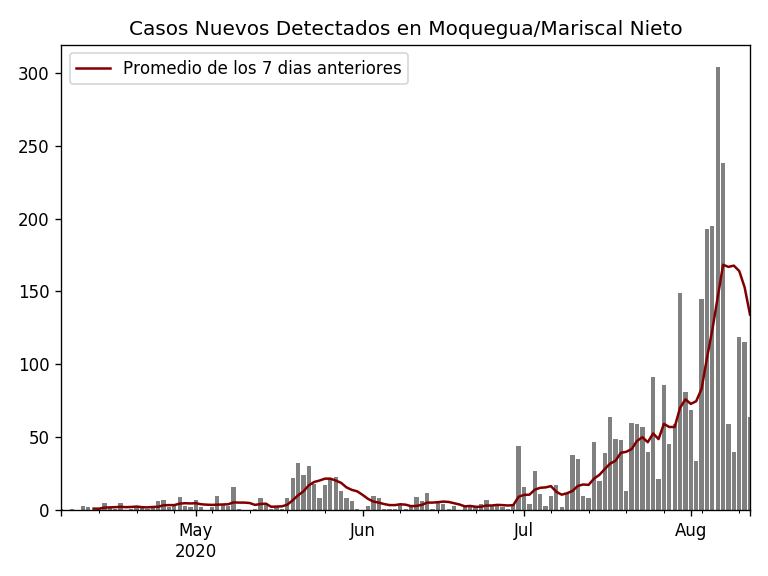 Casos Nuevos Detectados en Moquegua/Mariscal Nieto
Promedio de los 7 dias anteriores
300
250
200
150
100
50
0
May
2020
Jun
Jul
Aug